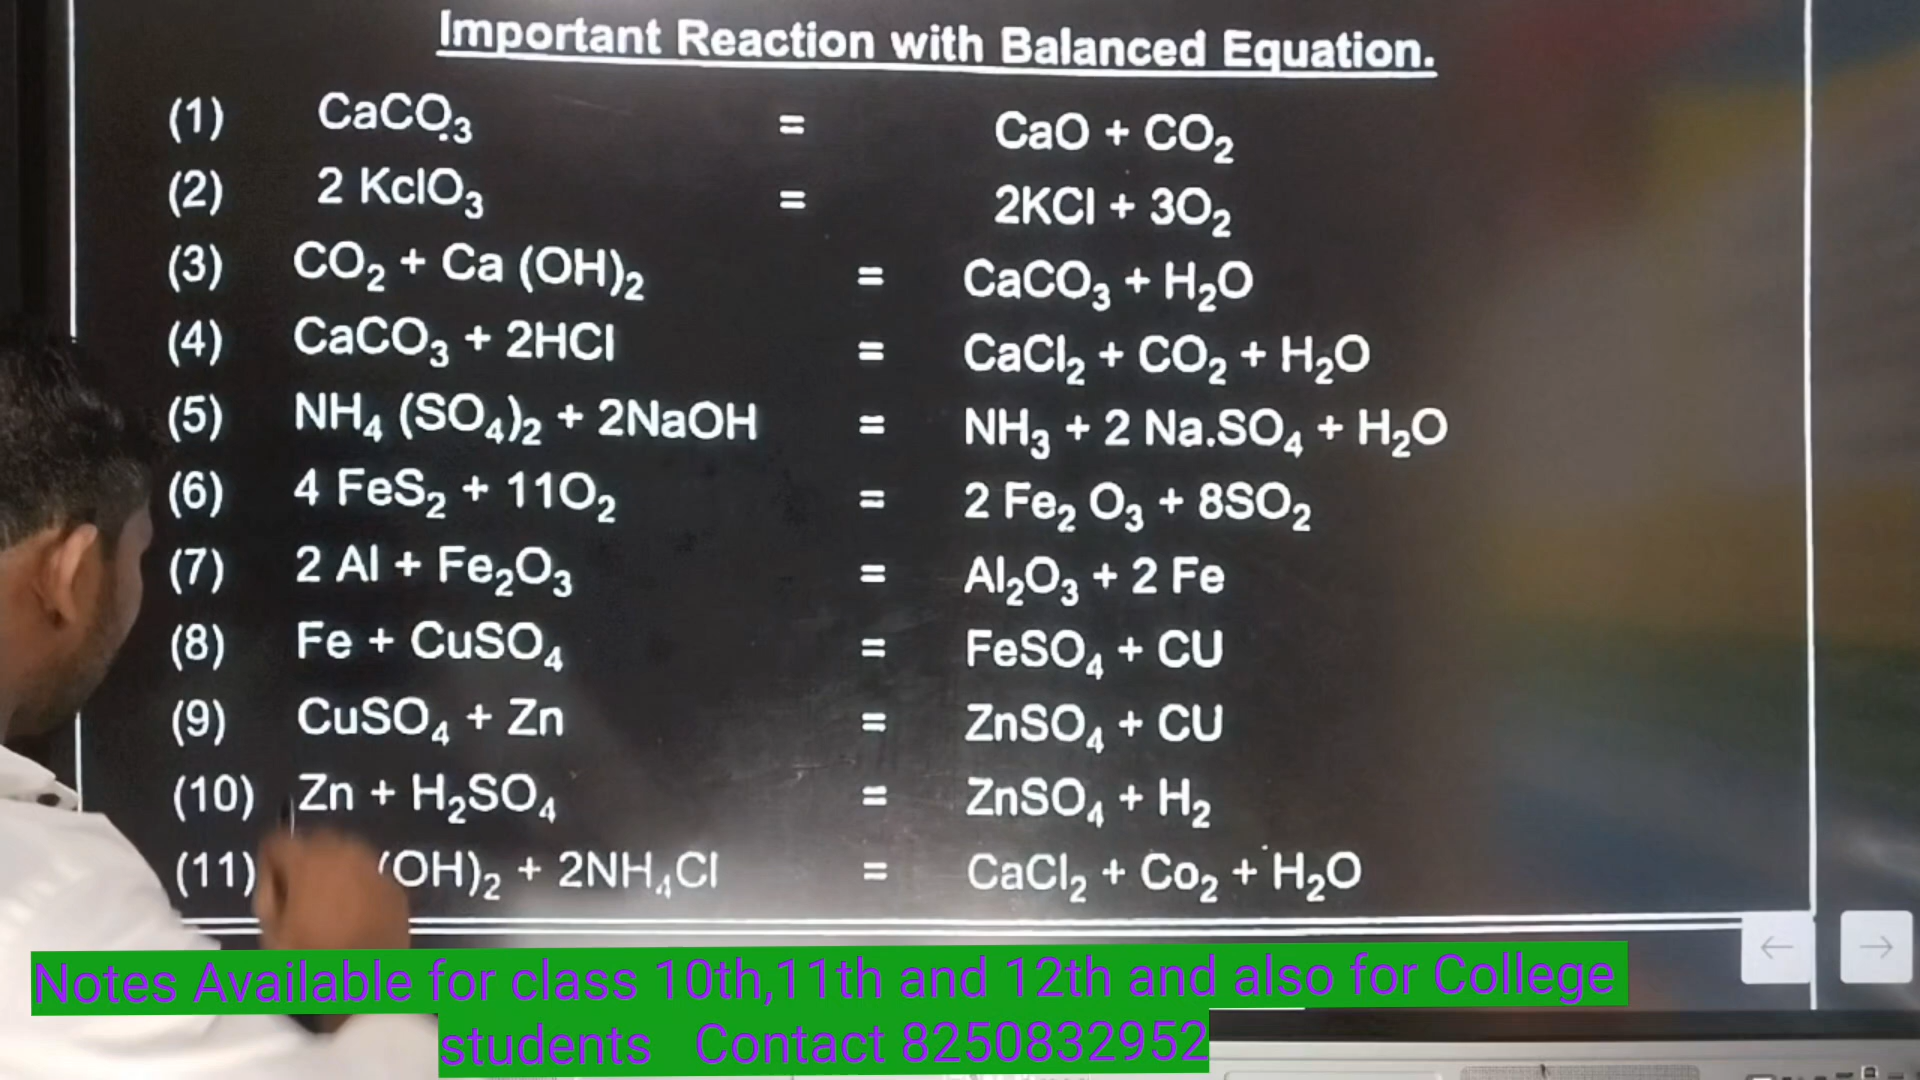 Important Reaction with Balanced Equation.
(1) CaCO3 = CaO + CO2
(2) 2 KclO3 = 2KCl + 3O2
(3) CO2 + Ca (OH)2 = CaCO3 + H2O
(4) CaCO3 + 2HCl = CaCl2 + CO2 + H2O
(5) NH4 (SO4)2 + 2NaOH = NH3 + 2 Na.SO4 + H2O
(6) 4 FeS2 + 11O2 = 2 Fe2 O3 + 8SO2
(7) 2 Al + Fe2O3 = Al2O3 + 2 Fe
(8) Fe + CuSO4 = FeSO4 + CU
(9) CuSO4 + Zn = ZnSO4 + CU
(10) Zn + H2SO4 = ZnSO4 + H2
(11) (OH)2 + 2NH4Cl = CaCl2 + Co2 + H2O
Notes Available for class 10th,11th and 12th and also for College
students Contact 8250832952